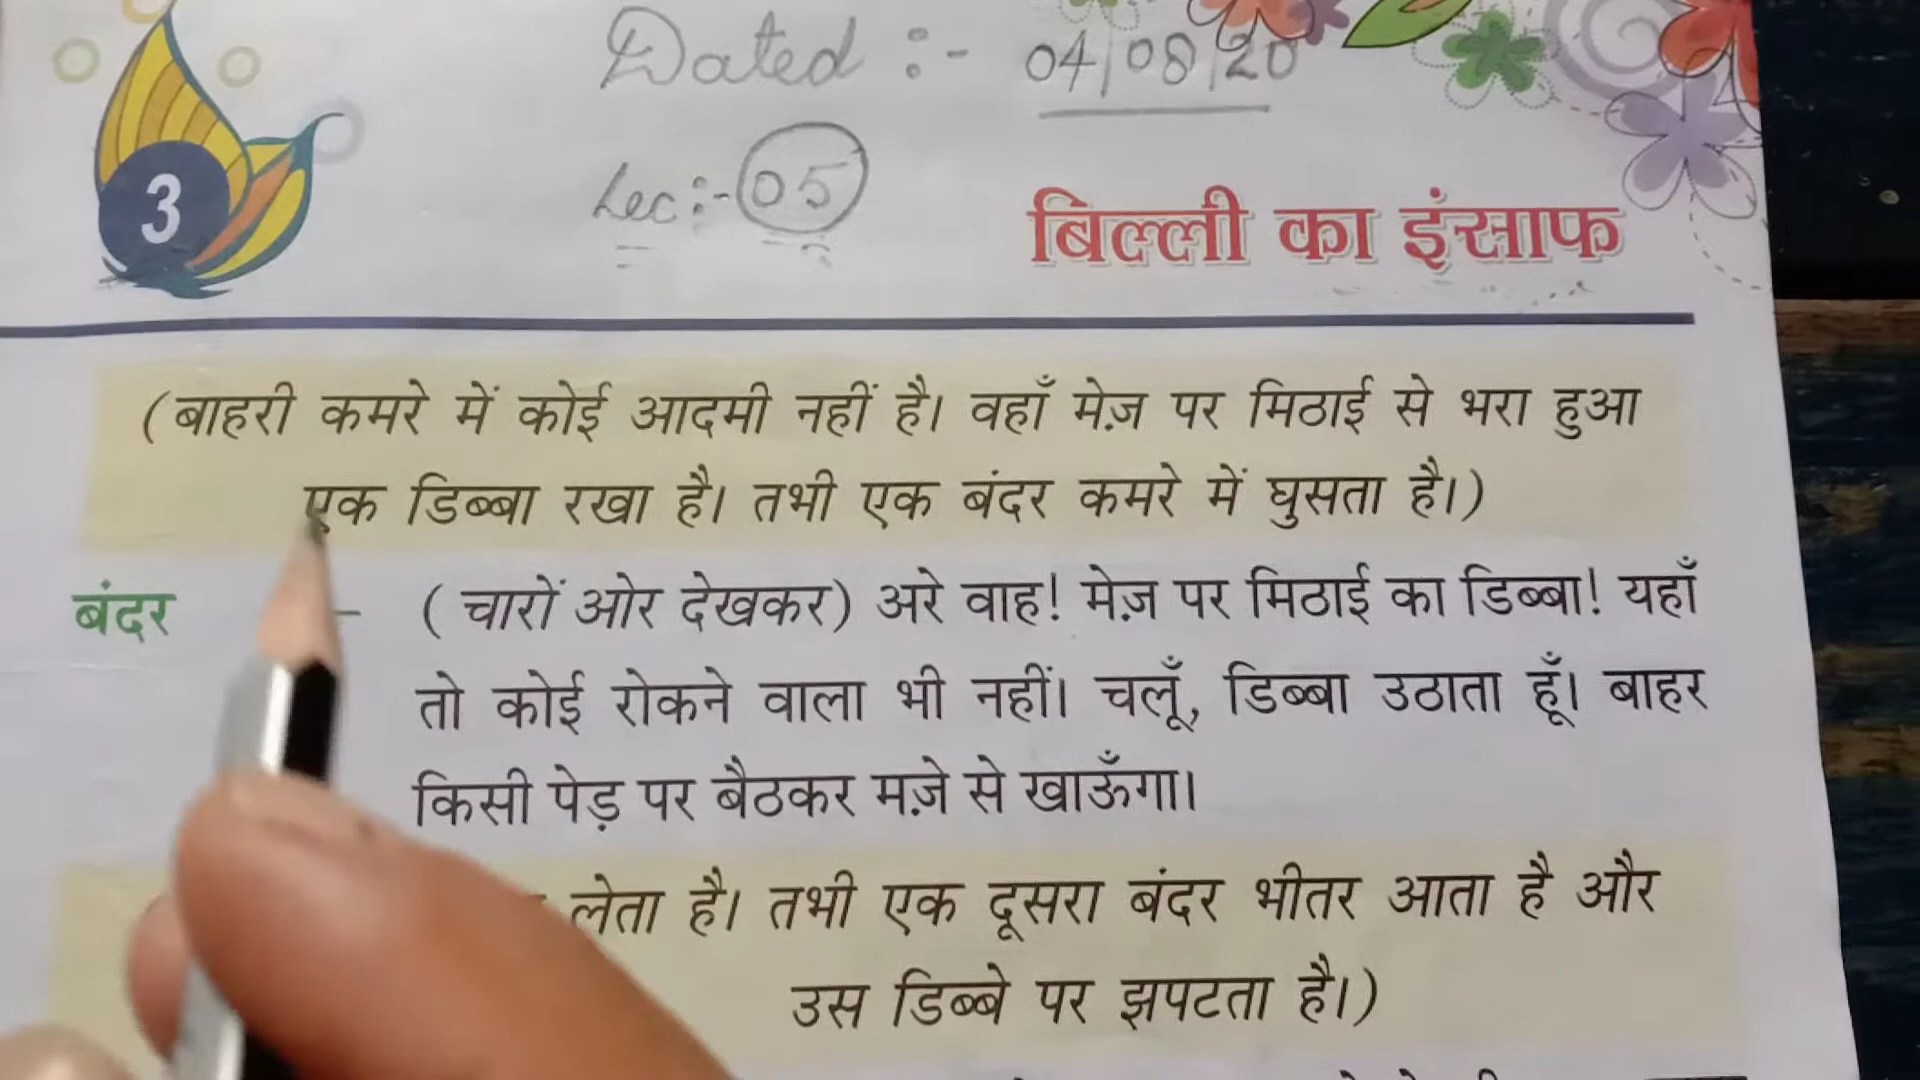 Dated :- 04/08/20
3
Lec :- 05
बिल्ली का इंसाफ
(बाहरी कमरे में कोई आदमी नहीं है। वहाँ मेज़ पर मिठाई से भरा हुआ
एक डिब्बा रखा है। तभी एक बंदर कमरे में घुसता है।)
बंदर – ( चारों ओर देखकर) अरे वाह! मेज़ पर मिठाई का डिब्बा! यहाँ
तो कोई रोकने वाला भी नहीं। चलूँ, डिब्बा उठाता हूँ। बाहर
किसी पेड़ पर बैठकर मज़े से खाऊँगा।
लेता है। तभी एक दूसरा बंदर भीतर आता है और
उस डिब्बे पर झपटता है।)